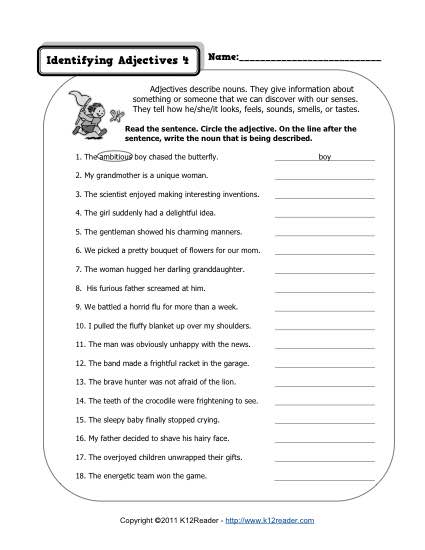 Identifying Adjectives 4
Name:___________________________
Adjectives describe nouns. They give information about
something or someone that we can discover with our senses.
They tell how he/she/it looks, feels, sounds, smells, or tastes.
Read the sentence. Circle the adjective. On the line after the
sentence, write the noun that is being described.
1. The ambitious boy chased the butterfly. boy
2. My grandmother is a unique woman.
3. The scientist enjoyed making interesting inventions.
4. The girl suddenly had a delightful idea.
5. The gentleman showed his charming manners.
6. We picked a pretty bouquet of flowers for our mom.
7. The woman hugged her darling granddaughter.
8. His furious father screamed at him.
9. We battled a horrid flu for more than a week.
10. I pulled the fluffy blanket up over my shoulders.
11. The man was obviously unhappy with the news.
12. The band made a frightful racket in the garage.
13. The brave hunter was not afraid of the lion.
14. The teeth of the crocodile were frightening to see.
15. The sleepy baby finally stopped crying.
16. My father decided to shave his hairy face.
17. The overjoyed children unwrapped their gifts.
18. The energetic team won the game.
Copyright ©2011 K12Reader - http://www.k12reader.com